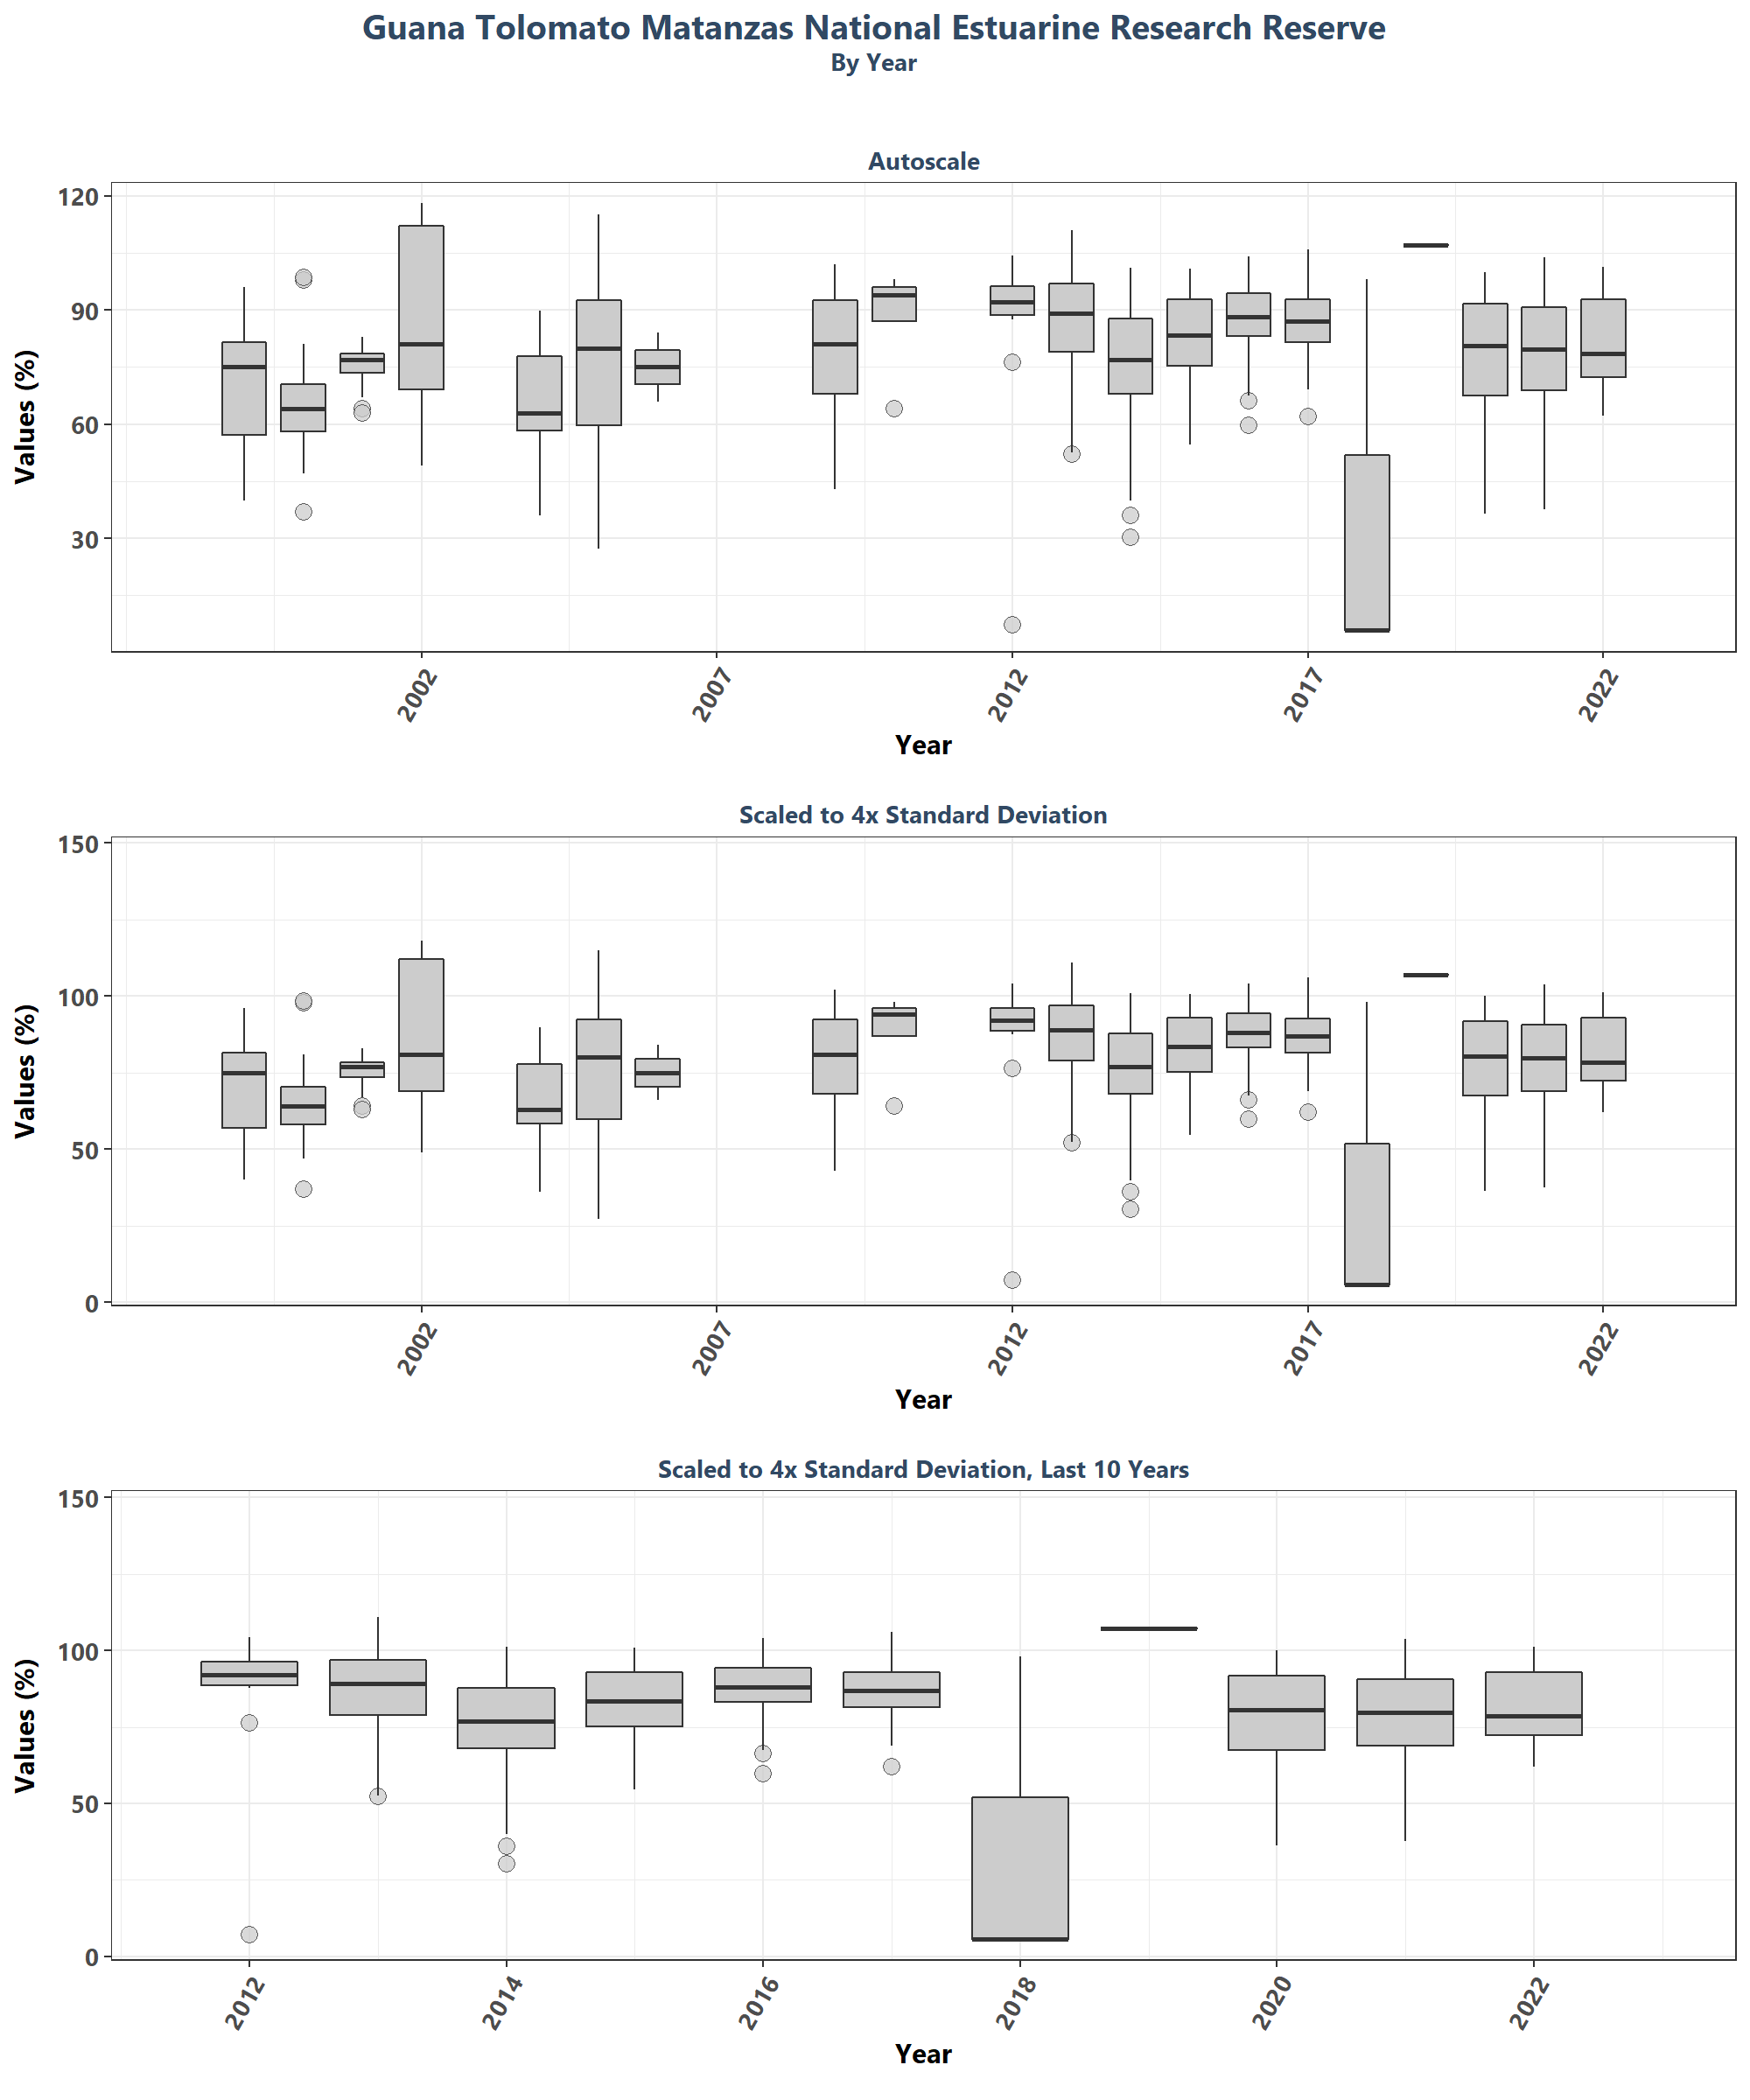 Guana Tolomato Matanzas National Estuarine Research Reserve
By Year
Autoscale
Values (%)
120
90
60
30
2002
2007
2012
2017
2022
Year
Scaled to 4x Standard Deviation
Values (%)
150
100
50
0
2002
2007
2012
2017
2022
Year
Scaled to 4x Standard Deviation, Last 10 Years
Values (%)
150
100
50
0
2012
2014
2016
2018
2020
2022
Year